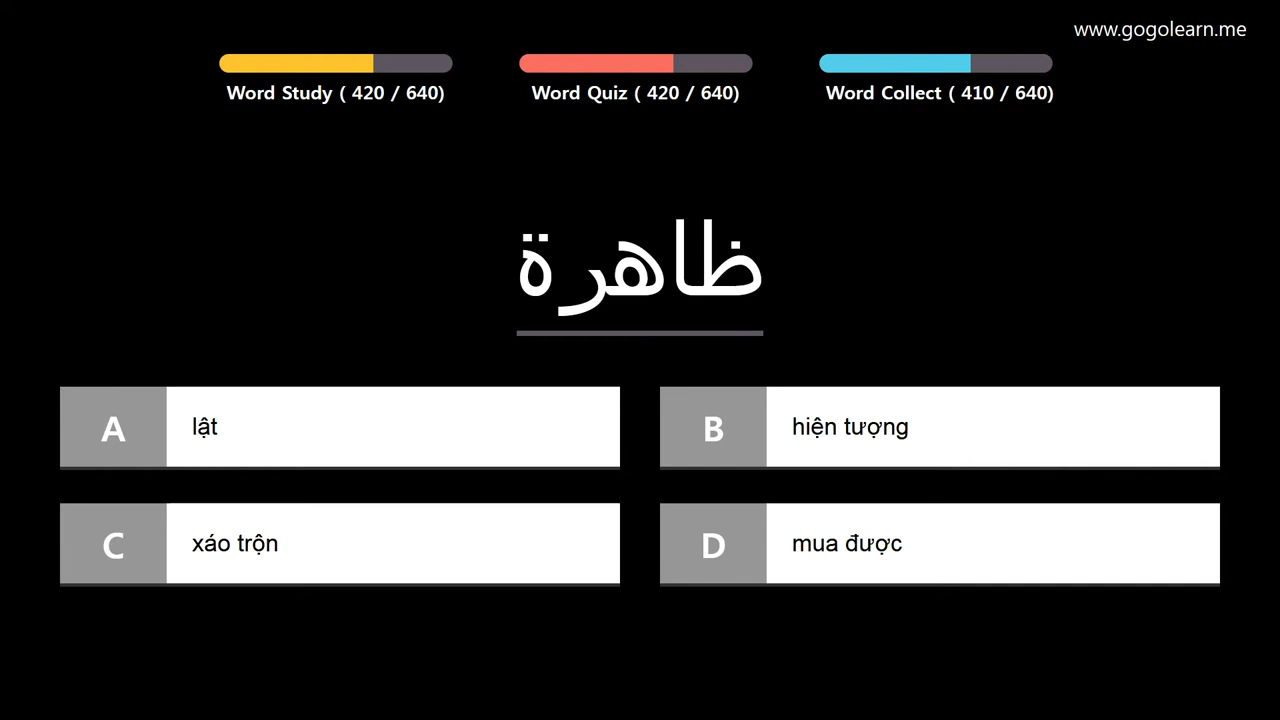 www.gogolearn.me
Word Study ( 420 / 640)
Word Quiz ( 420 / 640)
Word Collect ( 410 / 640)
ظاهرة
A lật
B hiện tượng
C xáo trộn
D mua được